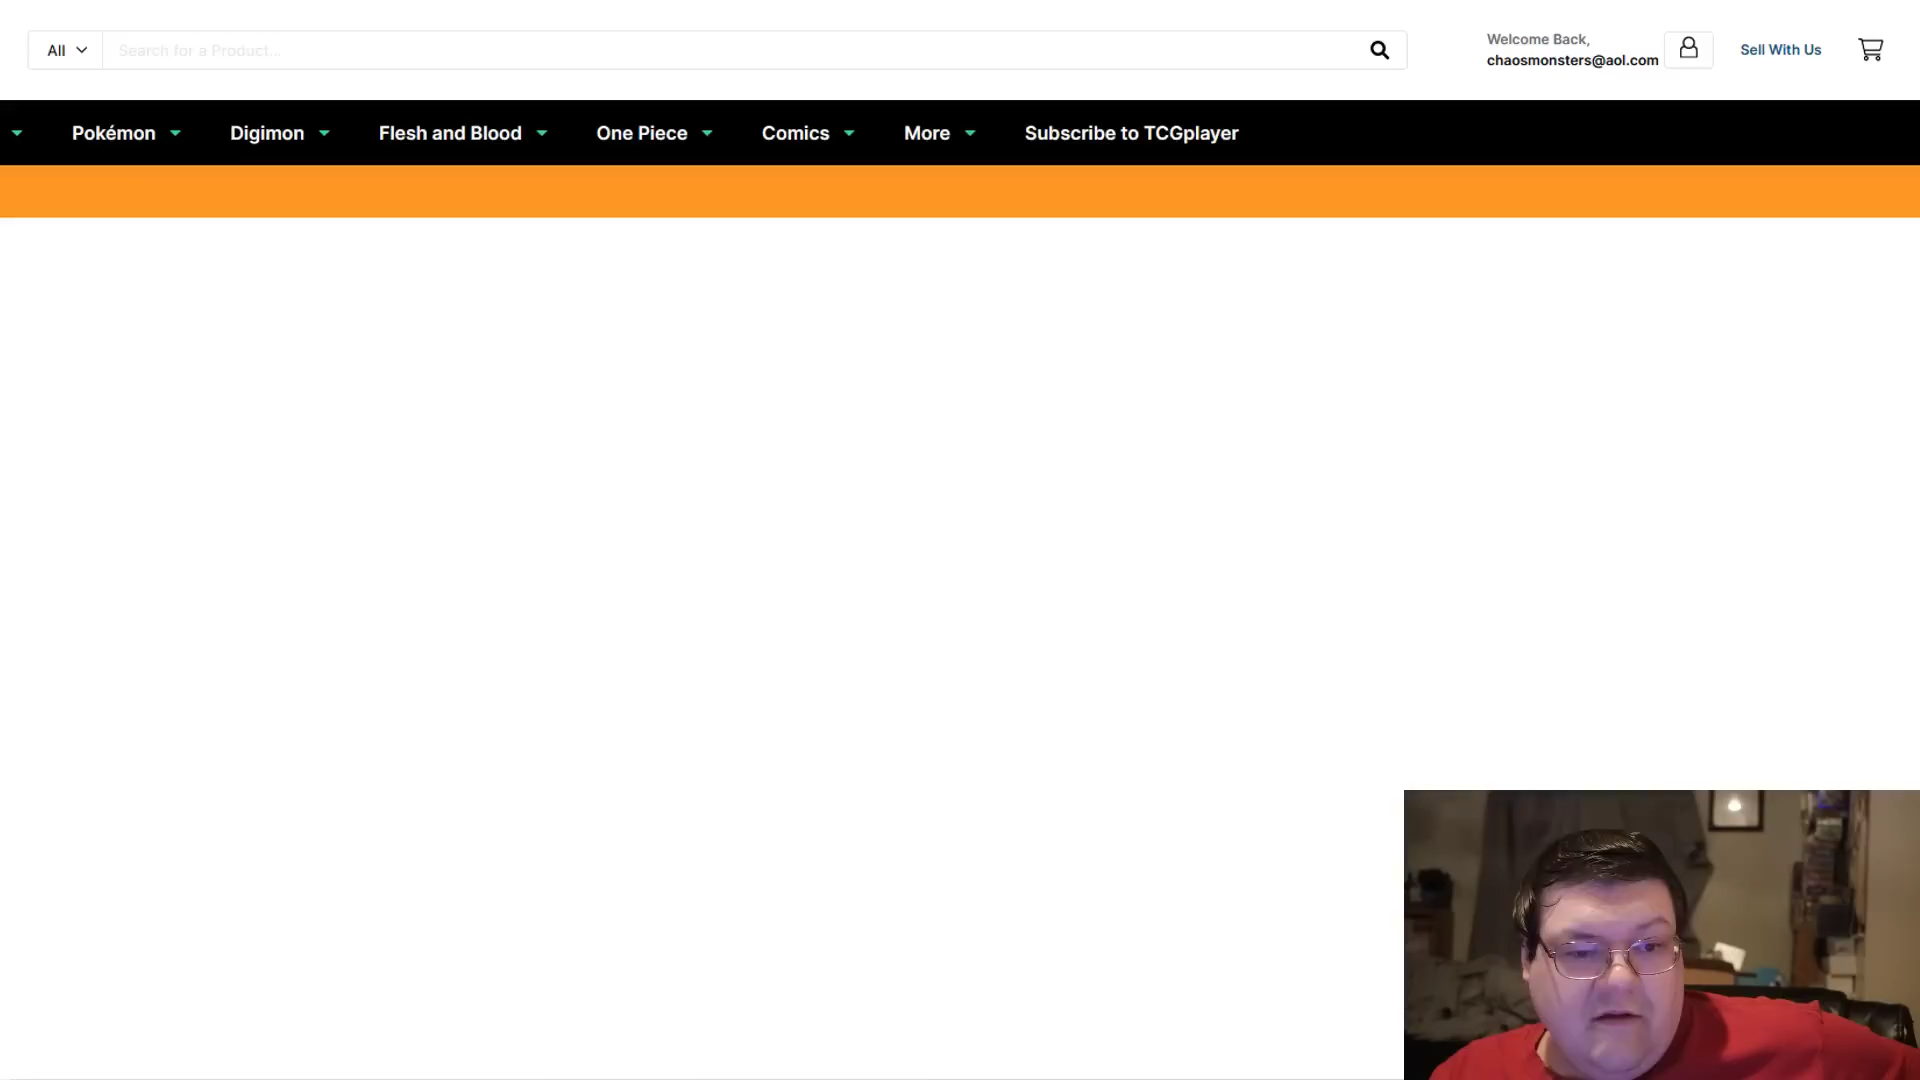 All
Search for a Product...
Welcome Back,
chaosmonsters@aol.com
Sell With Us
Pokémon
Digimon
Flesh and Blood
One Piece
Comics
More
Subscribe to TCGplayer